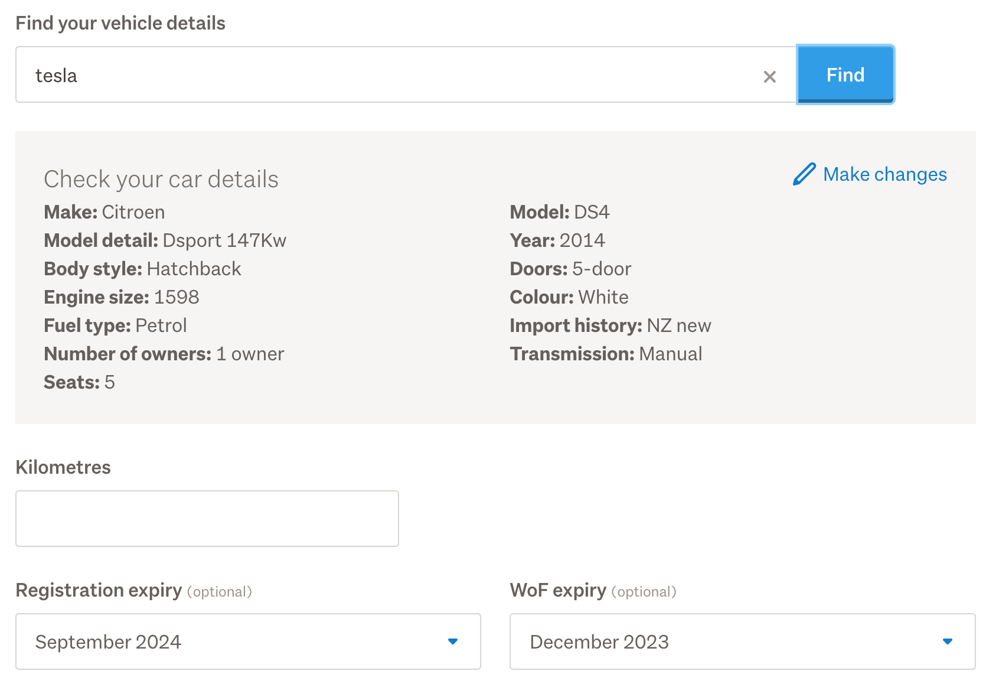 Find your vehicle details
tesla
Find
Check your car details
Make changes
Make: Citroen
Model: DS4
Model detail: Dsport 147Kw
Year: 2014
Body style: Hatchback
Doors: 5-door
Engine size: 1598
Colour: White
Fuel type: Petrol
Import history: NZ new
Number of owners: 1 owner
Transmission: Manual
Seats: 5
Kilometres
Registration expiry (optional)
WoF expiry (optional)
September 2024
December 2023